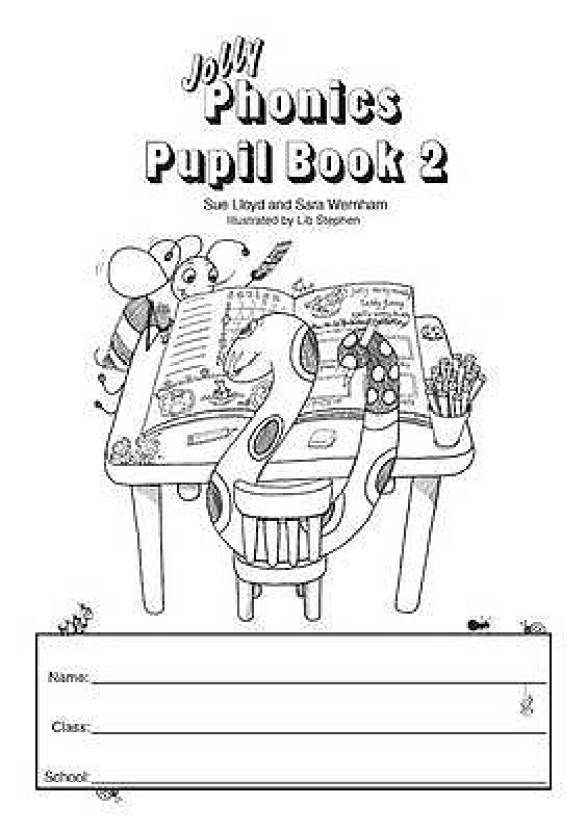 Jolly
Phonics
Pupil Book 2
Sue Lloyd and Sara Wernham
Illustrated by Lib Stephen
Name:
Class:
School: